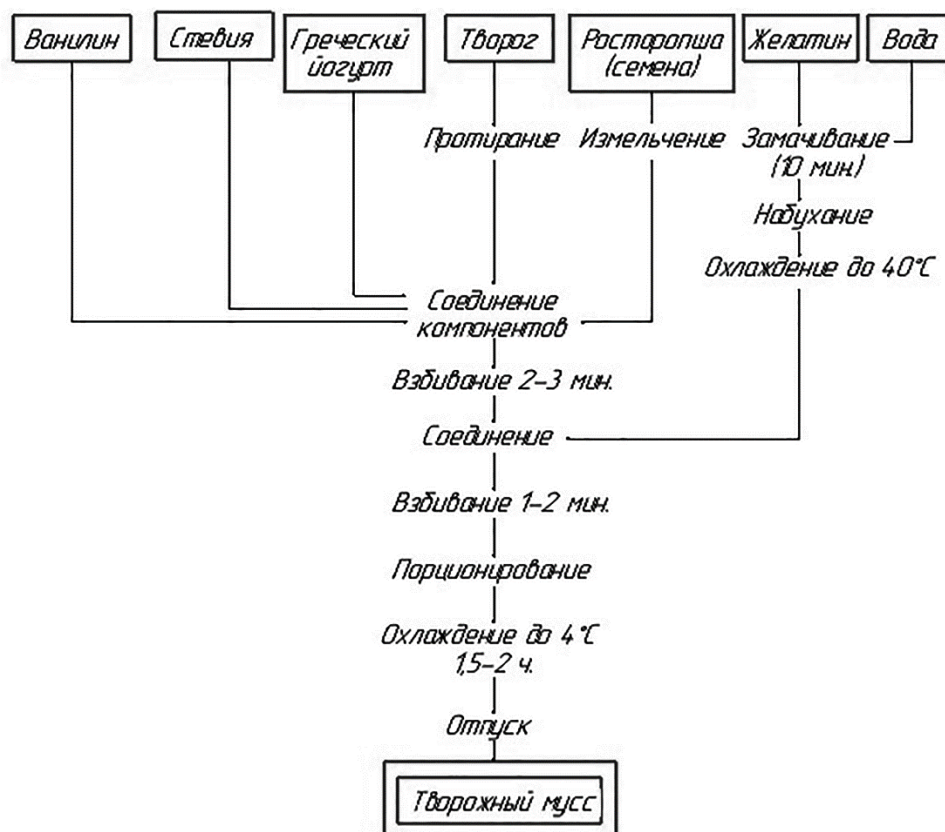 Ванилин
Стевия
Греческий
йогурт
Творог
Расторопша
(семена)
Желатин
Вода
Протирание
Измельчение
Замачивание
(10 мин.)
Набухание
Охлаждение до 40°С
Соединение
компонентов
Взбивание 2-3 мин.
Соединение
Взбивание 1-2 мин.
Порционирование
Охлаждение до 4°С
1,5-2 ч.
Отпуск
Творожный мусс